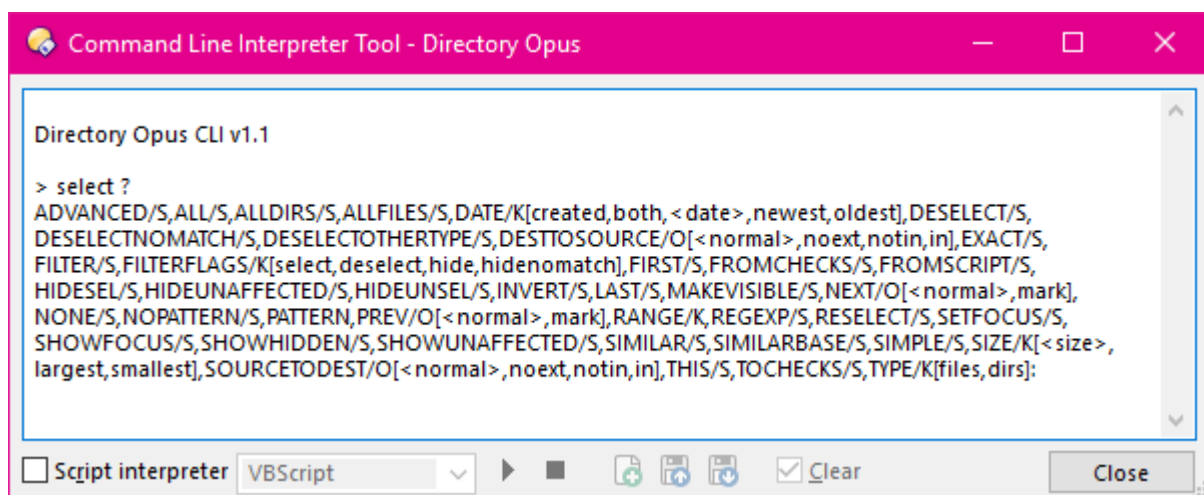 Command Line Interpreter Tool - Directory Opus
Directory Opus CLI v1.1
> select ?
ADVANCED/S,ALL/S,ALLDIRS/S,ALLFILES/S,DATE/K[created,both,<date>,newest,oldest],DESELECT/S,
DESELECTNOMATCH/S,DESELECTOTHERTYPE/S,DESTTOSOURCE/O[<normal>,noext,notin,in],EXACT/S,
FILTER/S,FILTERFLAGS/K[select,deselect,hide,hidenomatch],FIRST/S,FROMCHECKS/S,FROMSCRIPT/S,
HIDESEL/S,HIDEUNAFFECTED/S,HIDEUNSEL/S,INVERT/S,LAST/S,MAKEVISIBLE/S,NEXT/O[<normal>,mark],
NONE/S,NOPATTERN/S,PATTERN,PREV/O[<normal>,mark],RANGE/K,REGEXP/S,RESELECT/S,SETFOCUS/S,
SHOWFOCUS/S,SHOWHIDDEN/S,SHOWUNAFFECTED/S,SIMILAR/S,SIMILARBASE/S,SIMPLE/S,SIZE/K[<size>,
largest,smallest],SOURCETODEST/O[<normal>,noext,notin,in],THIS/S,TOCHECKS/S,TYPE/K[files,dirs]:
Script interpreter VBScript Clear Close